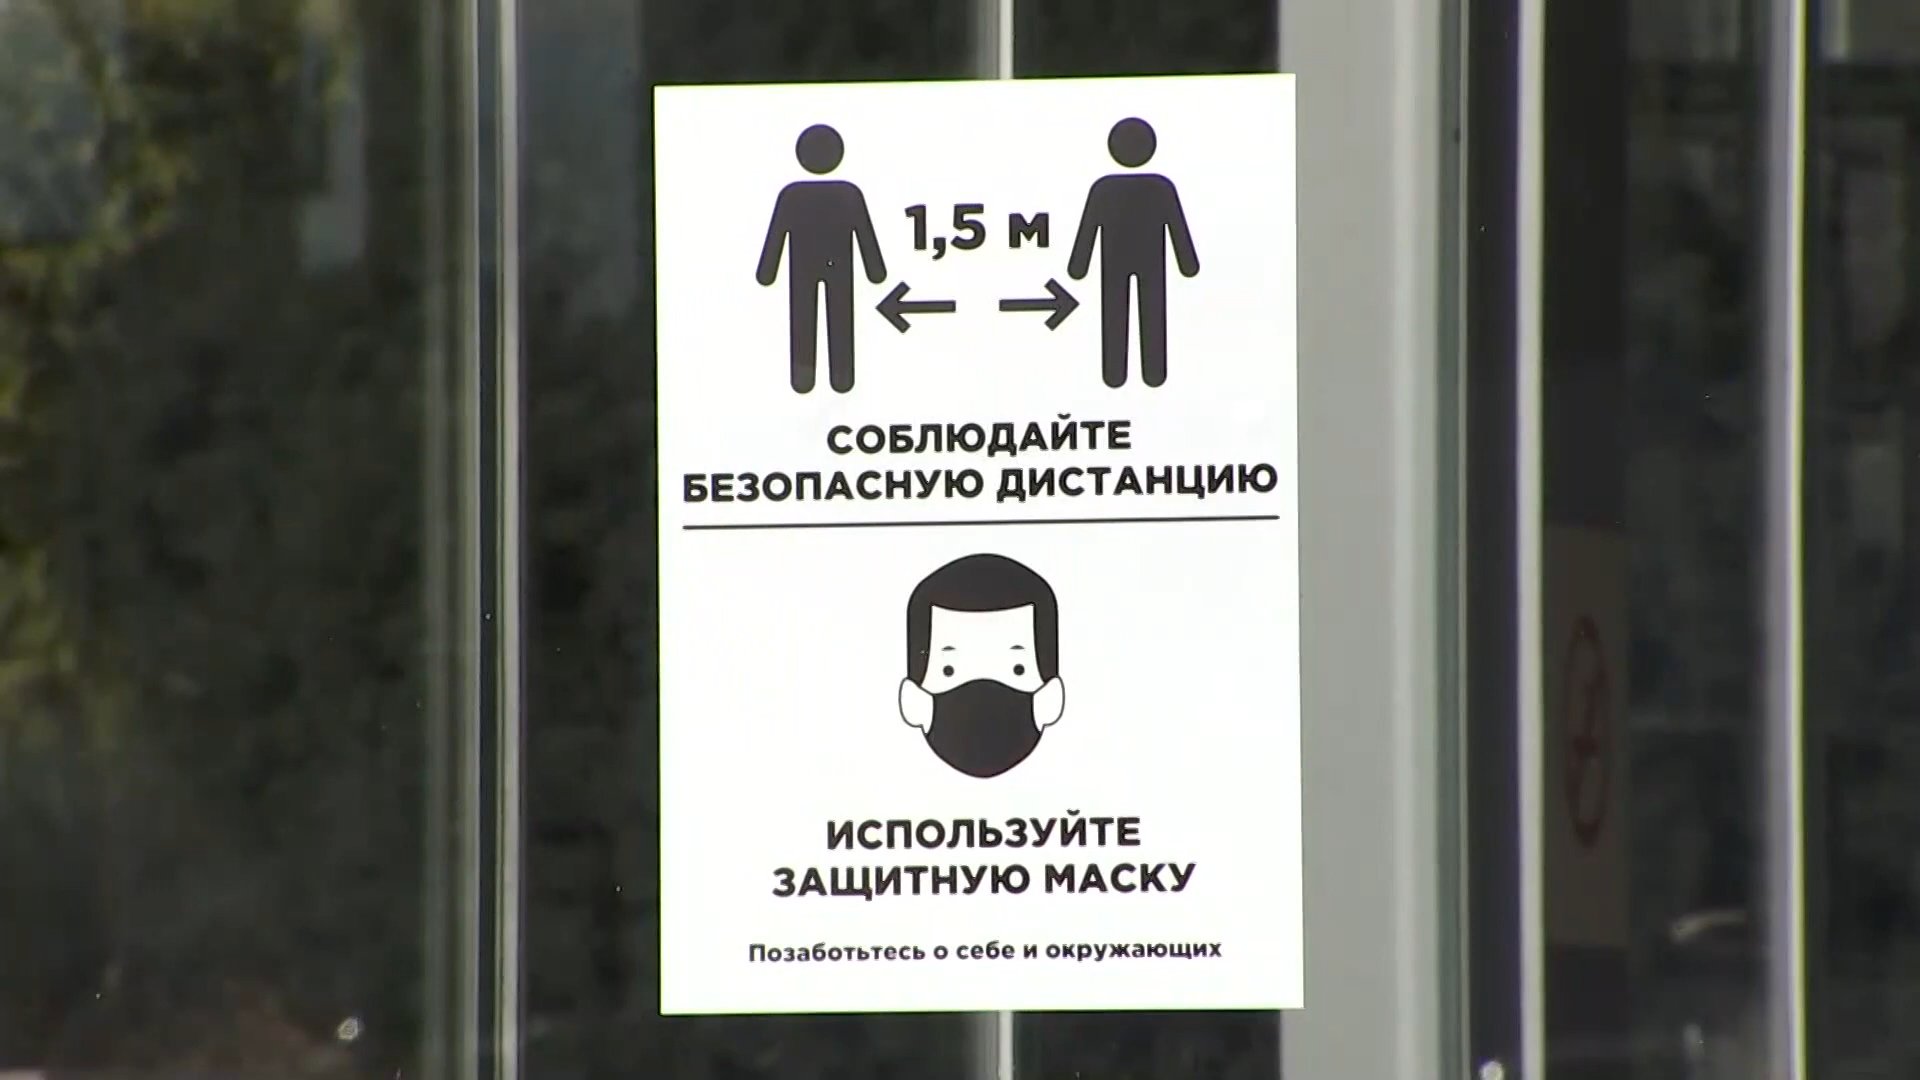 1,5 м
СОБЛЮДАЙТЕ
БЕЗОПАСНУЮ ДИСТАНЦИЮ
ИСПОЛЬЗУЙТЕ
ЗАЩИТНУЮ МАСКУ
Позаботьтесь о себе и окружающих